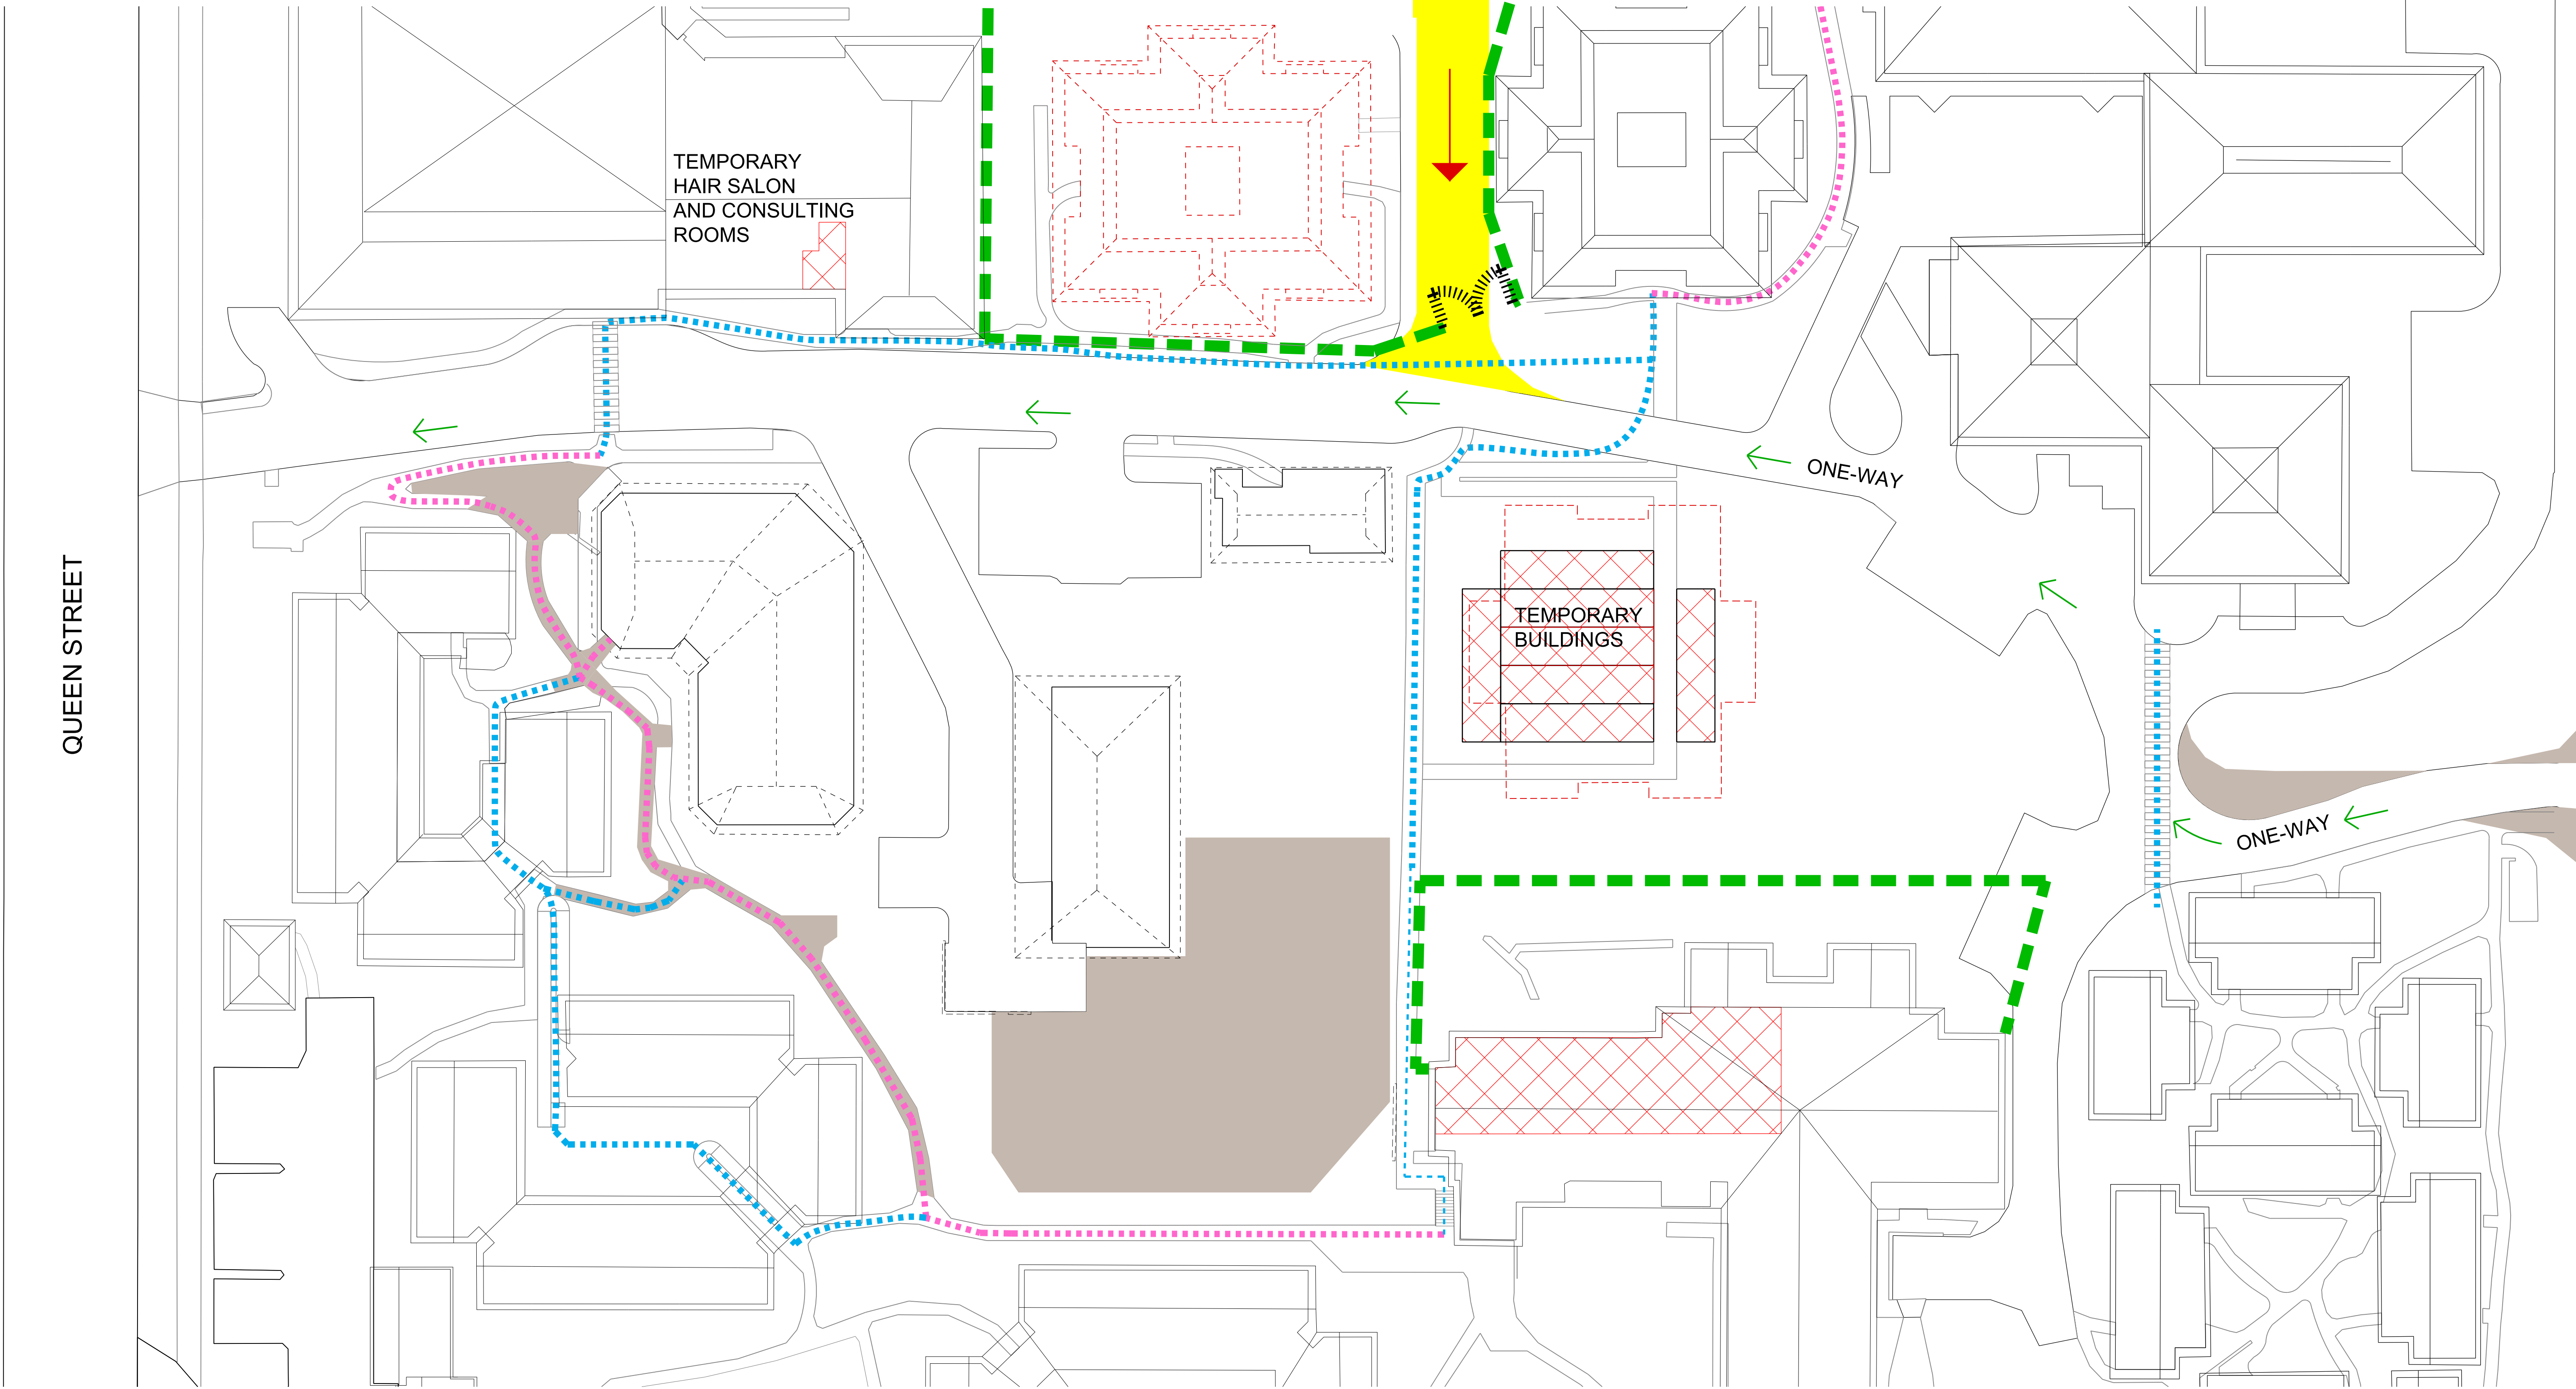 TEMPORARY
HAIR SALON
AND CONSULTING
ROOMS
ONE-WAY
QUEEN STREET
TEMPORARY
BUILDINGS
ONE-WAY